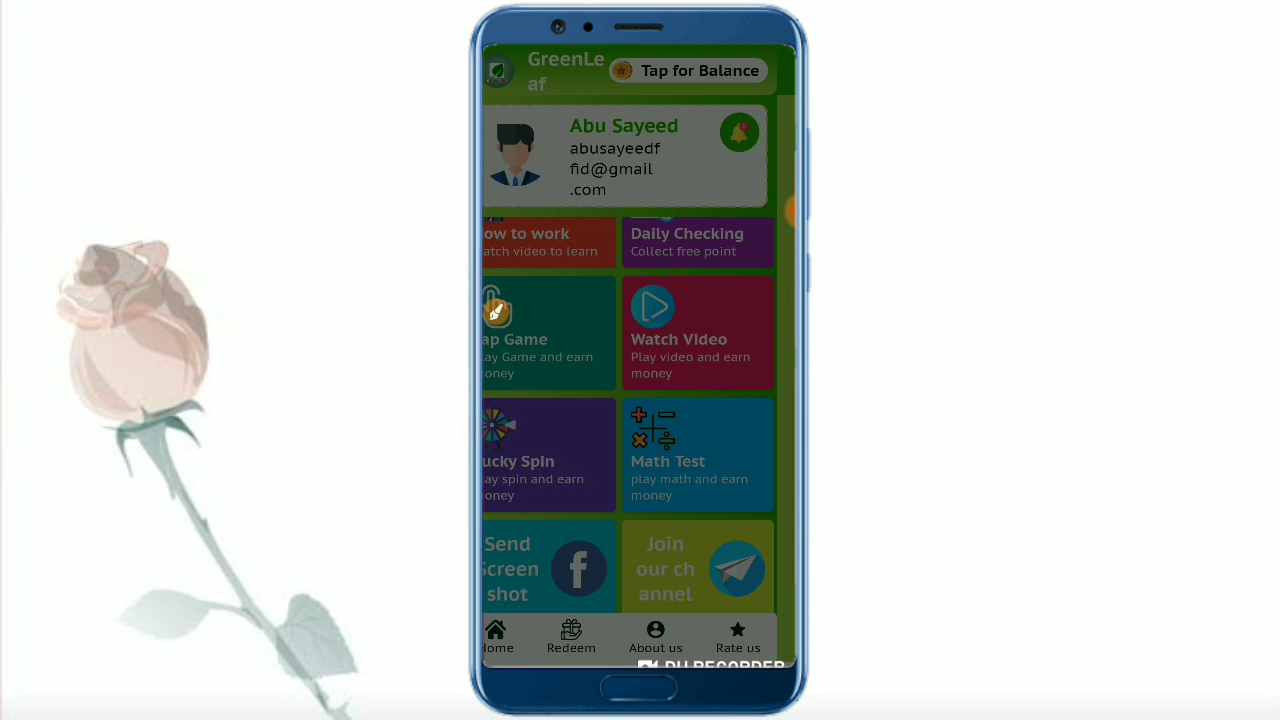 GreenLe
af
Tap for Balance
Abu Sayeed
abusayeedf
fid@gmail
.com
ow to work
atch video to learn
Daily Checking
Collect free point
ap Game
lay Game and earn
oney
Watch Video
Play video and earn
money
ucky Spin
lay spin and earn
oney
Math Test
play math and earn
money
Send
Screen
shot
Join
our ch
annel
Home
Redeem
About us
Rate us
DU RECORDER